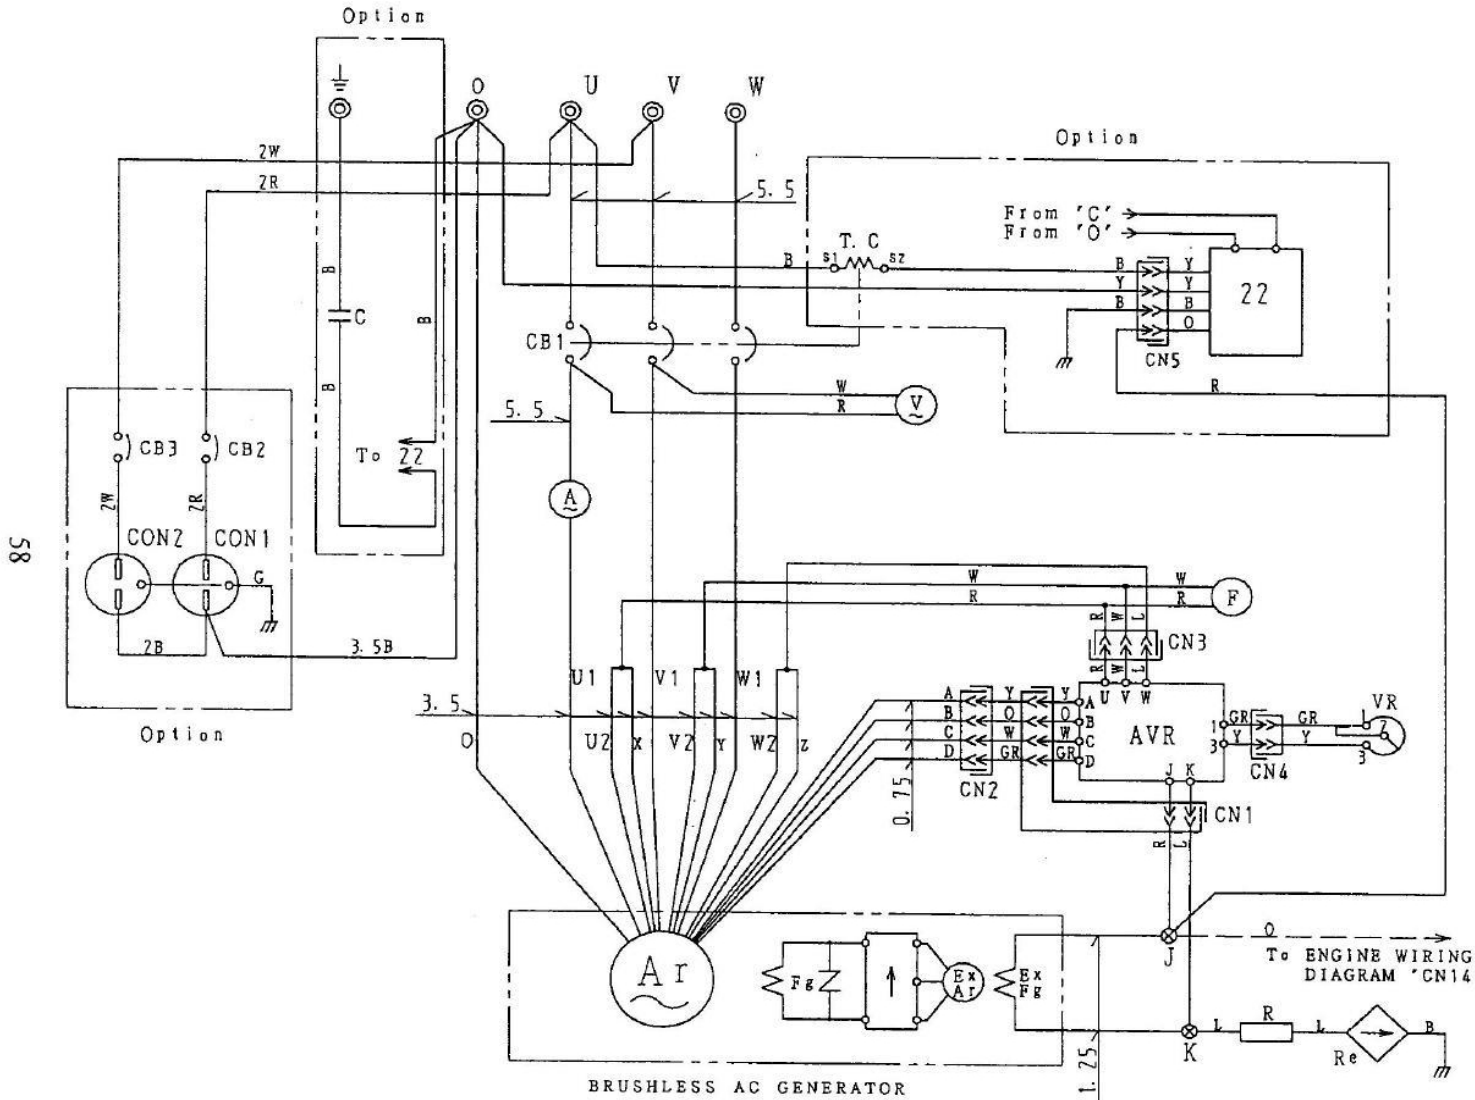 Option
O U V W
2W
2R
5.5
Option
From 'C'
From 'O'
T.C
B S1 S2
B Y
Y Y
B B
O
22
CN5
R
B
C
B
B
CB1
W
R
V
5.5
To 22
A
CB3 CB2
2W 2R
CON2 CON1
G
2B
3.5B
Option
58
W W
R R
F
R W L
CN3
R W L
U V W
U1 V1 W1
3.5
O U2 X V2 Y W2 Z
A Y Y A
B O O B
C W W C
D GR GR D
CN2
0.75
AVR
1 GR GR 1
3 Y Y 3
2
VR
CN4
J K
CN1
R L
Ar
Fg
Ex
Ar
Ex
Fg
J
O
To ENGINE WIRING
DIAGRAM 'CN14
K L R L Re B
1.25
BRUSHLESS AC GENERATOR